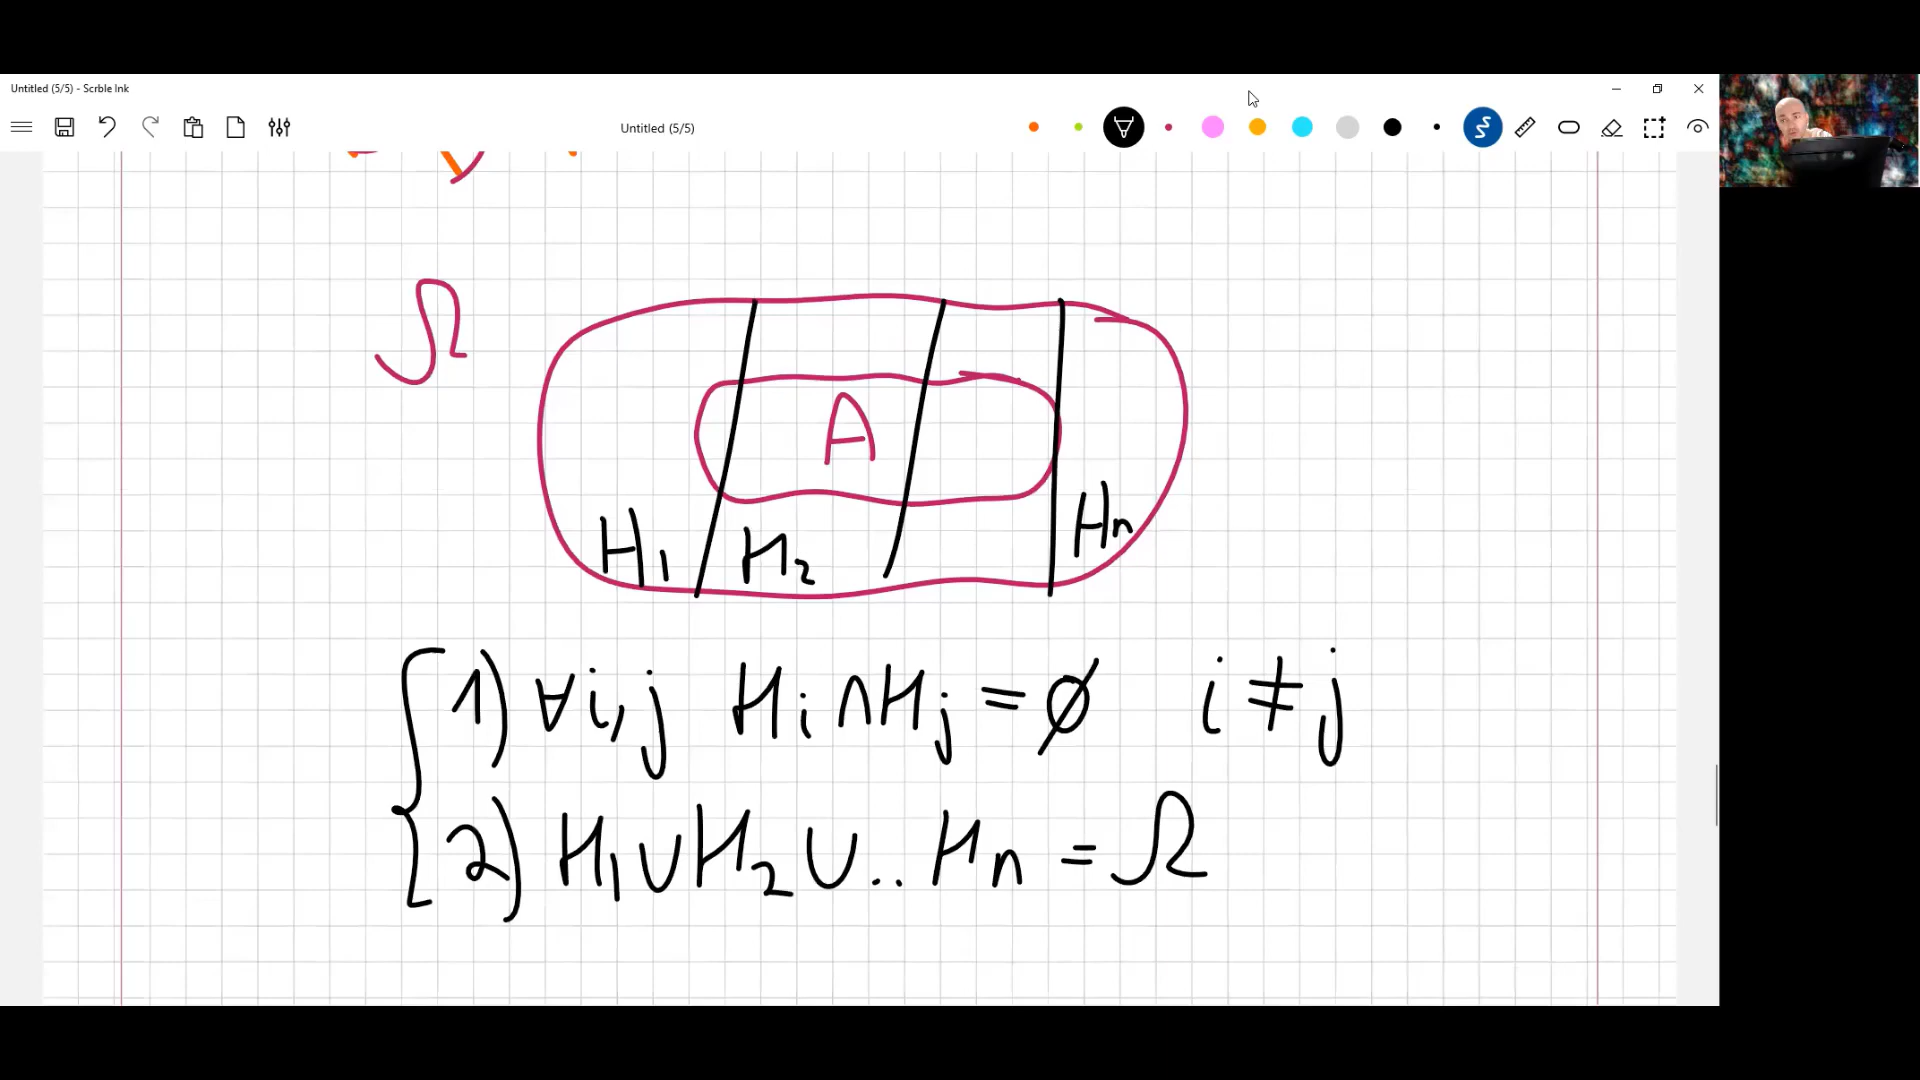 Untitled (5/5) - Scrble Ink
Untitled (5/5)
Ω
A
H₁ H₂ Hn
1) ∀i,j Hi∩Hj=∅ i≠j
2) H₁∪H₂∪..Hn=Ω